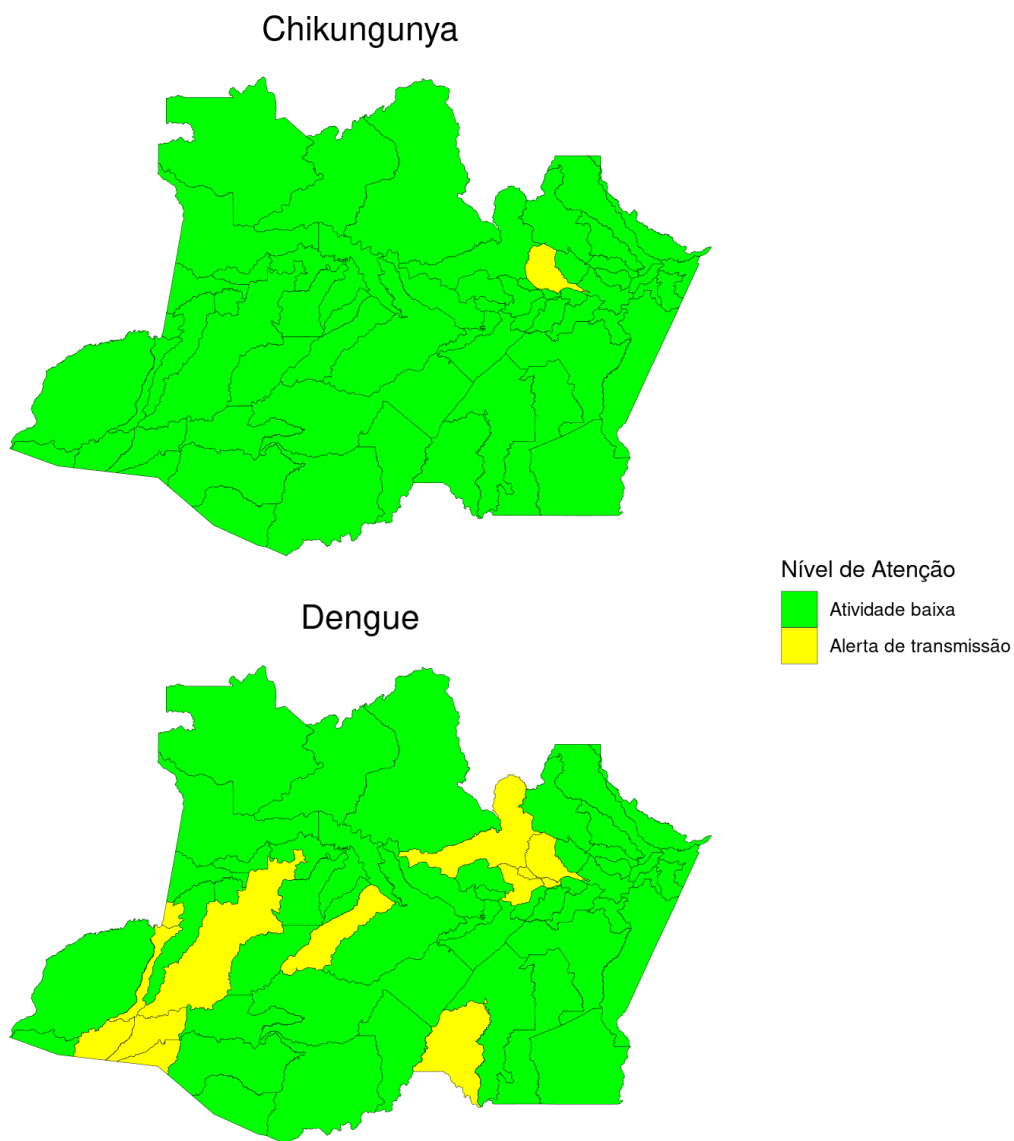 Chikungunya
Nível de Atenção
Atividade baixa
Alerta de transmissão
Dengue